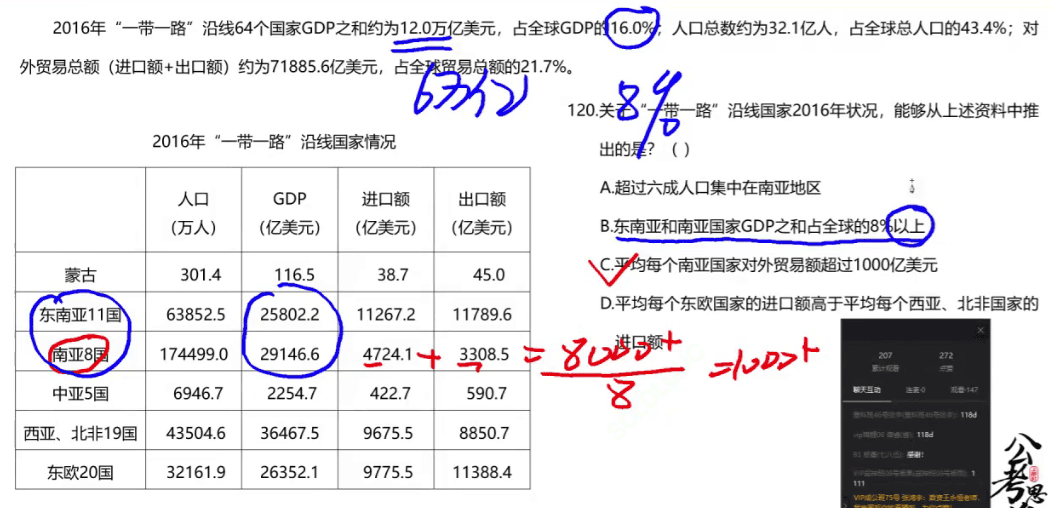 2016年“一带一路”沿线64个国家GDP之和约为12.0万亿美元，占全球GDP的16.0%；人口总数约为32.1亿人，占全球总人口的43.4%；对
外贸易总额（进口额+出口额）约为71885.6亿美元，占全球贸易总额的21.7%。
8%
2016年“一带一路”沿线国家情况
人口（万人） GDP（亿美元） 进口额（亿美元） 出口额（亿美元）
蒙古 301.4 116.5 38.7 45.0
东南亚11国 63852.5 25802.2 11267.2 11789.6
南亚8国 174499.0 29146.6 4724.1 + 3308.5 = 8000+ / 8 = 1000+
中亚5国 6946.7 2254.7 422.7 590.7
西亚、北非19国 43504.6 36467.5 9675.5 8850.7
东欧20国 32161.9 26352.1 9775.5 11388.4
120.关于“一带一路”沿线国家2016年状况，能够从上述资料中推
出的是？（ ）
A.超过六成人口集中在南亚地区
B.东南亚和南亚国家GDP之和占全球的8%以上
C.平均每个南亚国家对外贸易额超过1000亿美元
D.平均每个东欧国家的进口额高于平均每个西亚、北非国家的
进口额
207 272
聊天互动
118d
118d
感谢!
1
111
公考思